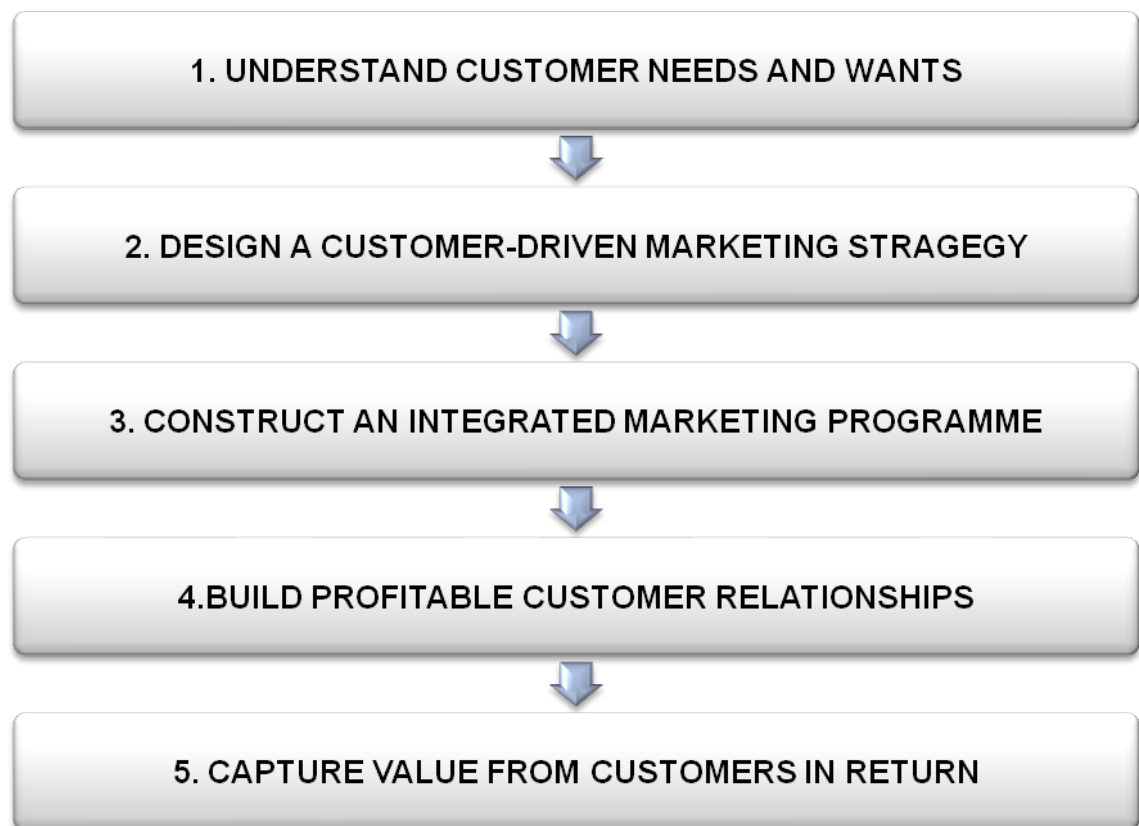 1. UNDERSTAND CUSTOMER NEEDS AND WANTS
2. DESIGN A CUSTOMER-DRIVEN MARKETING STRAGEGY
3. CONSTRUCT AN INTEGRATED MARKETING PROGRAMME
4.BUILD PROFITABLE CUSTOMER RELATIONSHIPS
5. CAPTURE VALUE FROM CUSTOMERS IN RETURN